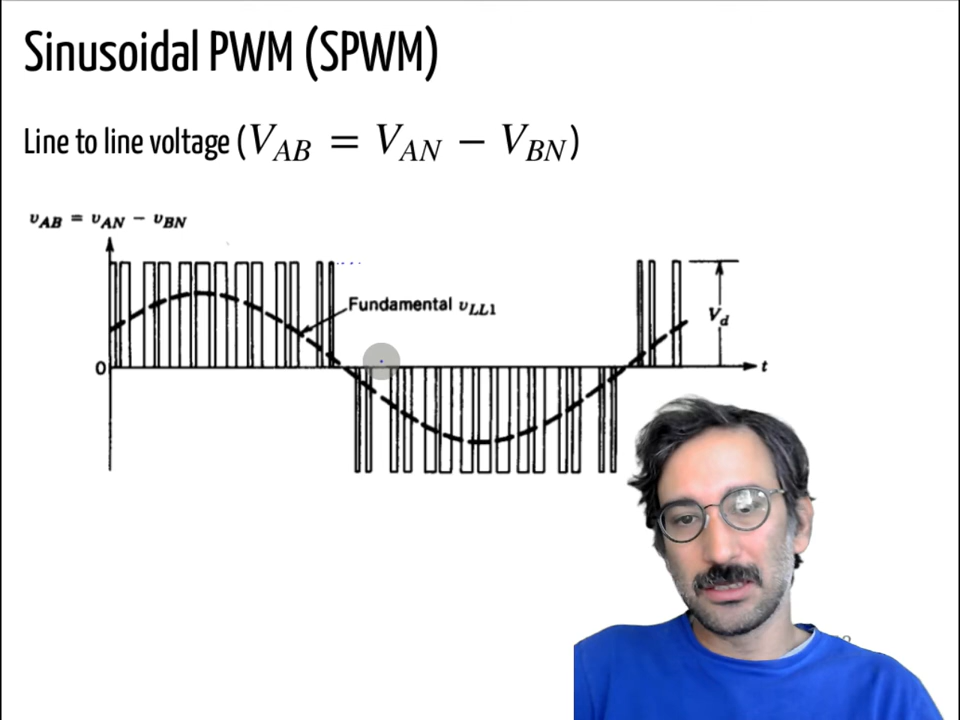 Sinusoidal PWM (SPWM)
Line to line voltage (V_AB = V_AN − V_BN)
v_AB = v_AN − v_BN
Fundamental v_LL1
V_d
0
t